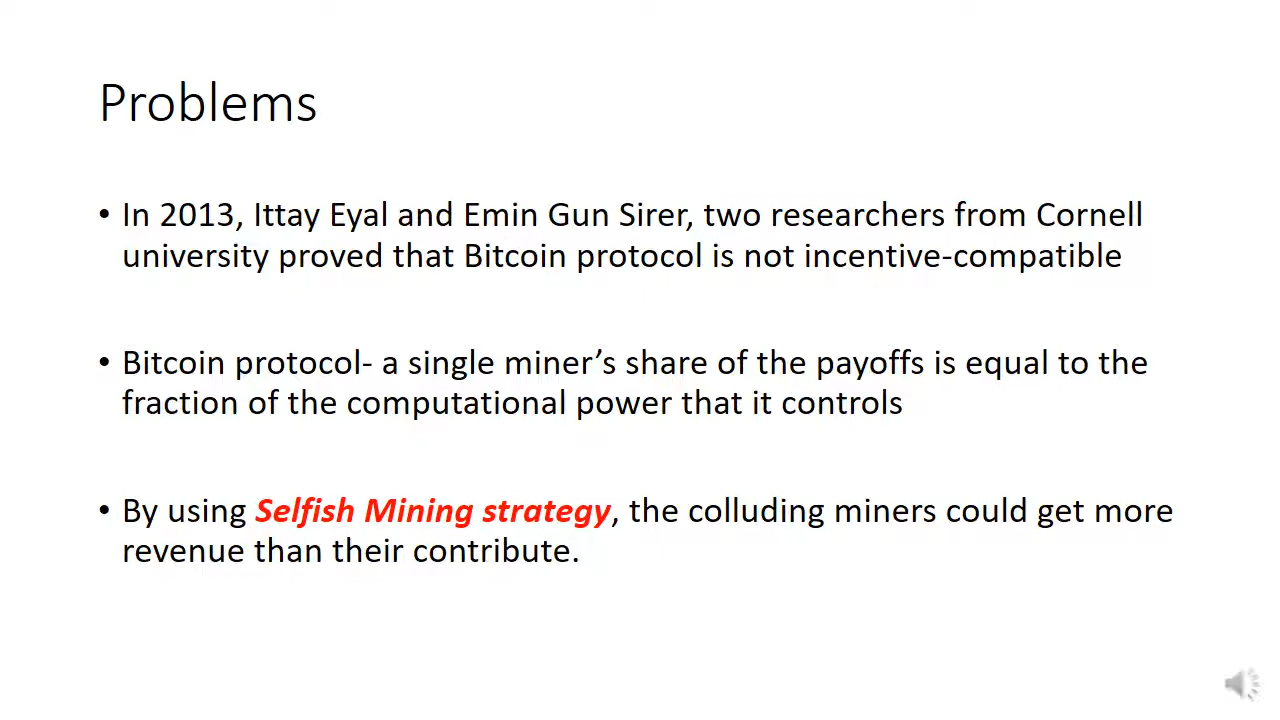 Problems
• In 2013, Ittay Eyal and Emin Gun Sirer, two researchers from Cornell
university proved that Bitcoin protocol is not incentive-compatible
• Bitcoin protocol- a single miner’s share of the payoffs is equal to the
fraction of the computational power that it controls
• By using Selfish Mining strategy, the colluding miners could get more
revenue than their contribute.